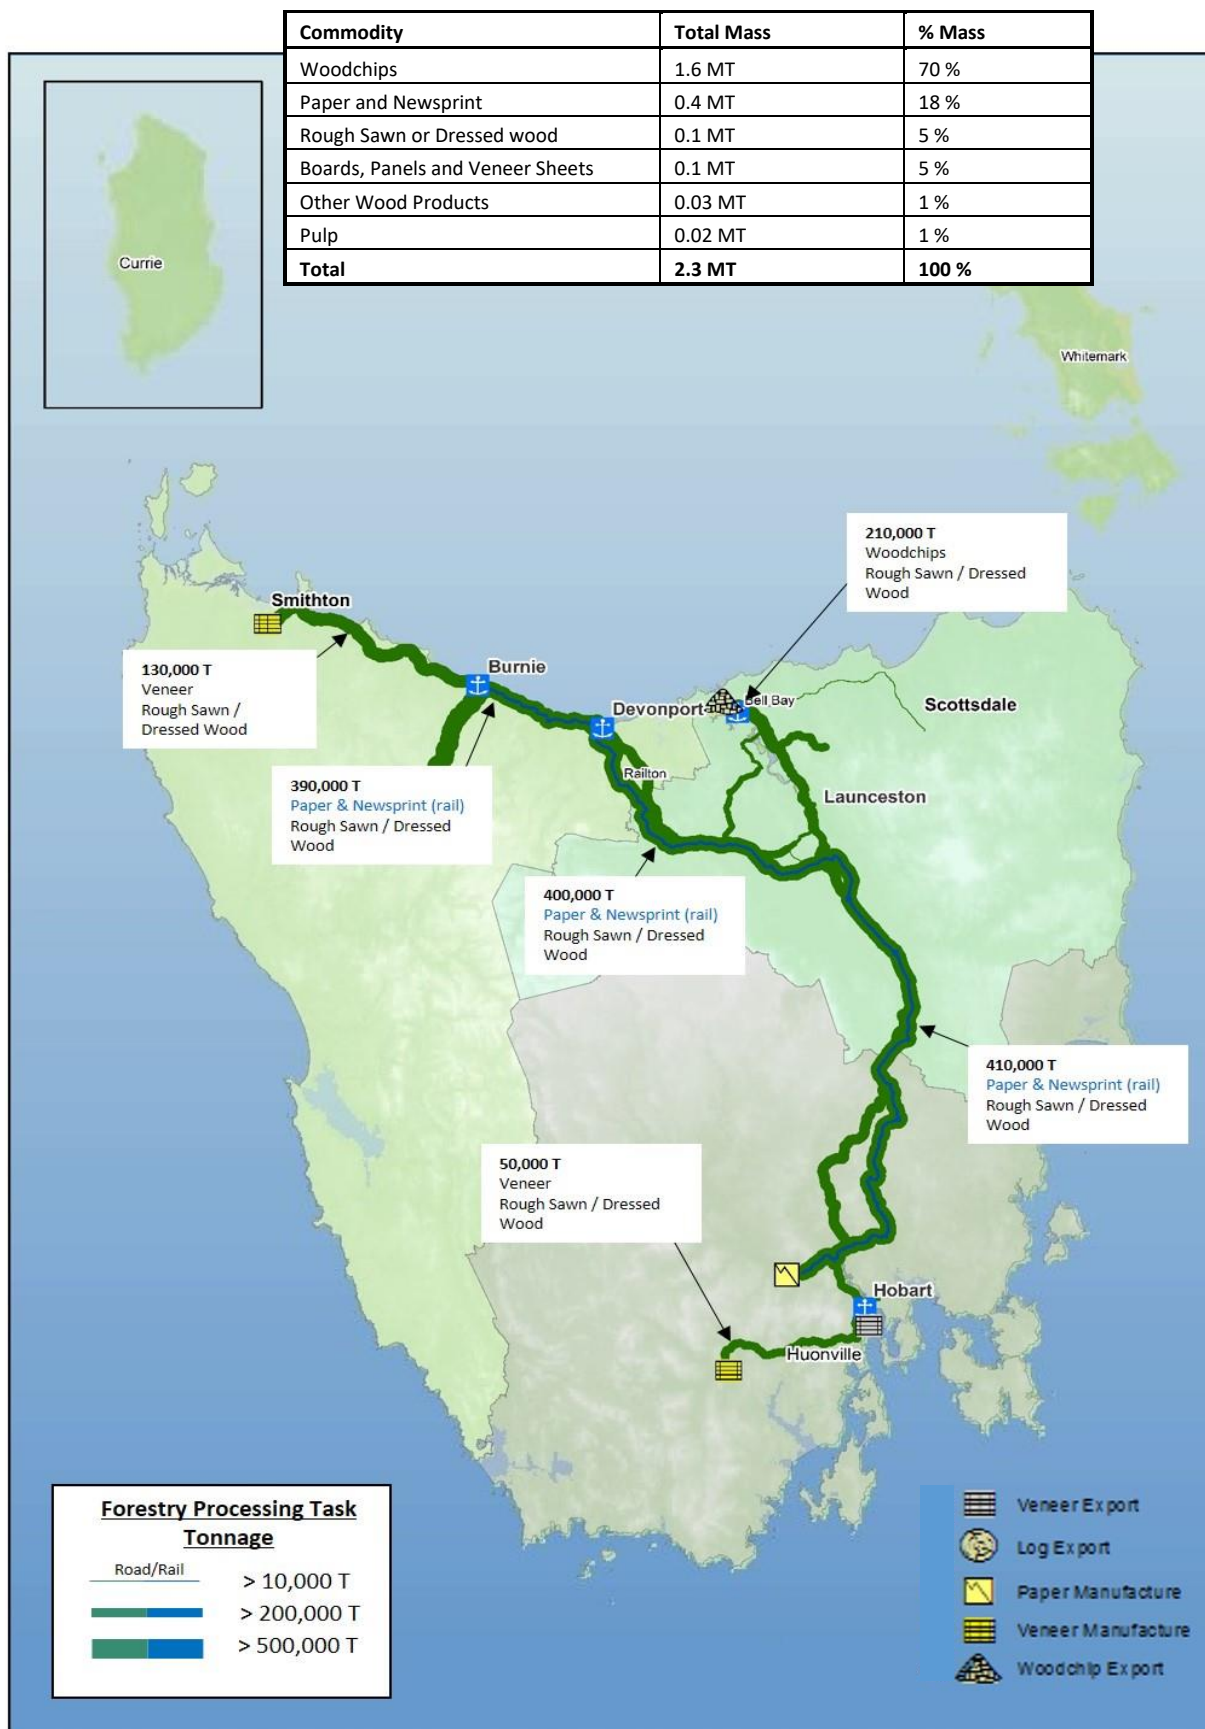 Commodity Total Mass % Mass
Woodchips 1.6 MT 70 %
Paper and Newsprint 0.4 MT 18 %
Rough Sawn or Dressed wood 0.1 MT 5 %
Boards, Panels and Veneer Sheets 0.1 MT 5 %
Other Wood Products 0.03 MT 1 %
Pulp 0.02 MT 1 %
Total 2.3 MT 100 %
Currie
Whitemark
210,000 T
Woodchips
Rough Sawn / Dressed
Wood
Smithton
130,000 T
Veneer
Rough Sawn /
Dressed Wood
Burnie
Devonport
Bell Bay
Scottsdale
Railton
Launceston
390,000 T
Paper & Newsprint (rail)
Rough Sawn / Dressed
Wood
400,000 T
Paper & Newsprint (rail)
Rough Sawn / Dressed
Wood
410,000 T
Paper & Newsprint (rail)
Rough Sawn / Dressed
Wood
50,000 T
Veneer
Rough Sawn / Dressed
Wood
Hobart
Huonville
Forestry Processing Task
Tonnage
Road/Rail
> 10,000 T
> 200,000 T
> 500,000 T
Veneer Export
Log Export
Paper Manufacture
Veneer Manufacture
Woodchip Export